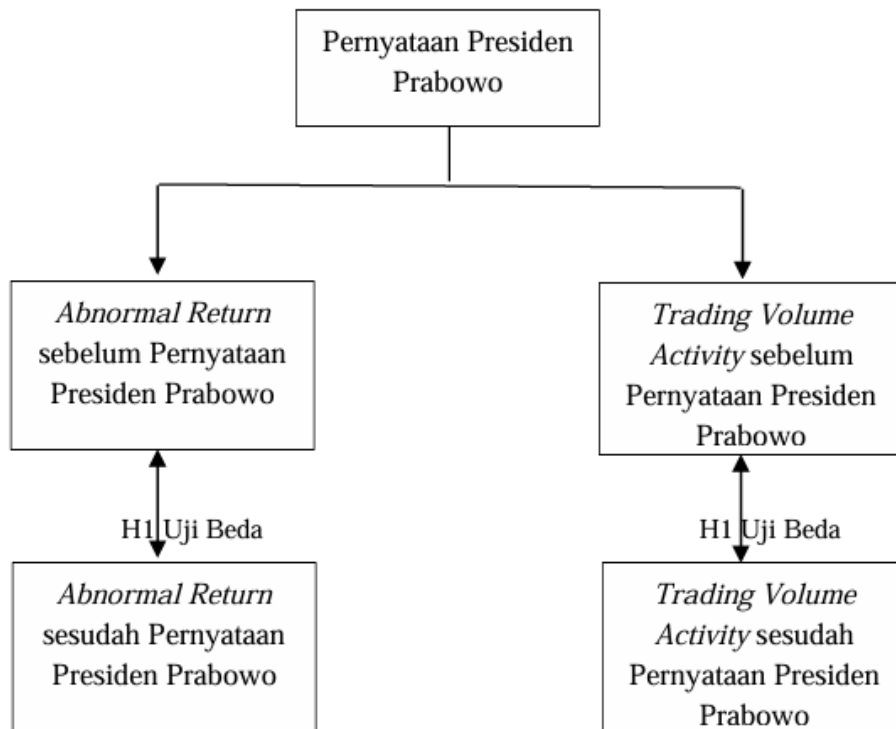 Pernyataan Presiden
Prabowo
Abnormal Return
sebelum Pernyataan
Presiden Prabowo
Trading Volume
Activity sebelum
Pernyataan Presiden
Prabowo
H1 Uji Beda
H1 Uji Beda
Abnormal Return
sesudah Pernyataan
Presiden Prabowo
Trading Volume
Activity sesudah
Pernyataan Presiden
Prabowo